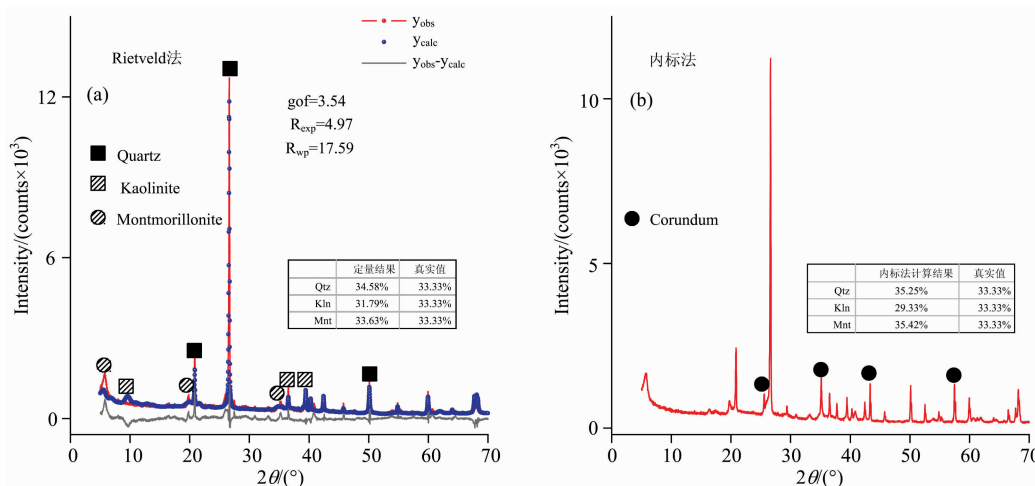 y_obs
y_calc
y_obs-y_calc
Rietveld法
(a)
gof=3.54
R_exp=4.97
R_wp=17.59
Quartz
Kaolinite
Montmorillonite
定量结果 真实值
Qtz 34.58% 33.33%
Kln 31.79% 33.33%
Mnt 33.63% 33.33%
Intensity/(counts×10³)
12
6
0
0 10 20 30 40 50 60 70
2θ/(°)
内标法
(b)
Corundum
内标法计算结果 真实值
Qtz 35.25% 33.33%
Kln 29.33% 33.33%
Mnt 35.42% 33.33%
Intensity/(counts×10³)
10
5
0
0 10 20 30 40 50 60 70
2θ/(°)